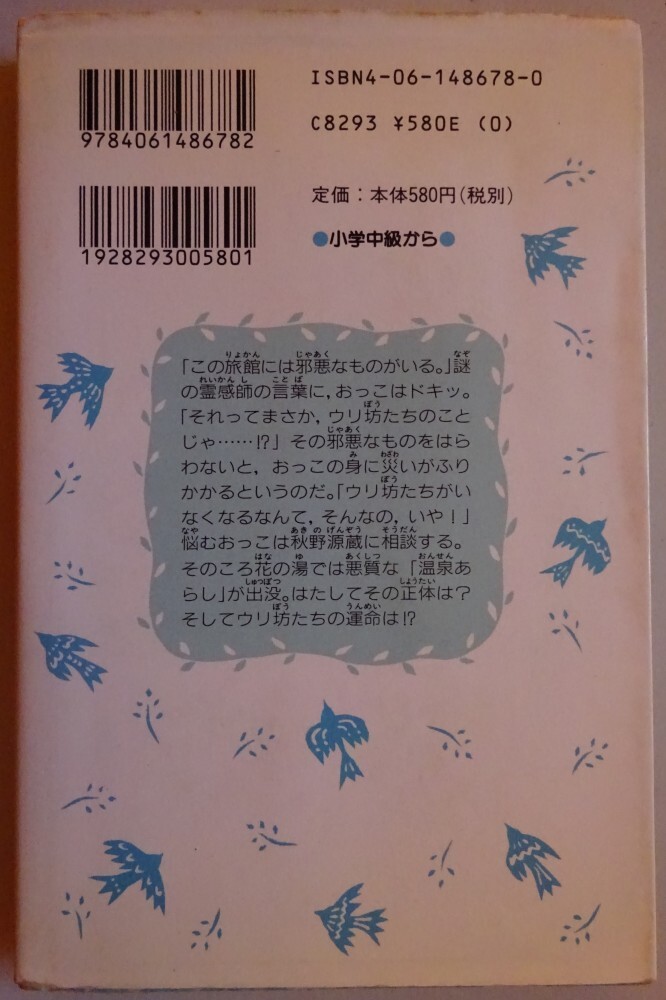 ISBN4-06-148678-0
C8293 ¥580E (0)
9784061486782
定価：本体580円(税別)
1928293005801
●小学中級から●
「この旅館には邪悪なものがいる。」謎
の霊感師の言葉に，おっこはドキッ。
「それってまさか，ウリ坊たちのこと
じゃ……!?」その邪悪なものをはら
わないと，おっこの身に災いがふり
かかるというのだ。「ウリ坊たちがい
なくなるなんて，そんなの，いや！」
悩むおっこは秋野源蔵に相談する。
そのころ花の湯では悪質な「温泉あ
らし」が出没。はたしてその正体は？
そしてウリ坊たちの運命は!?